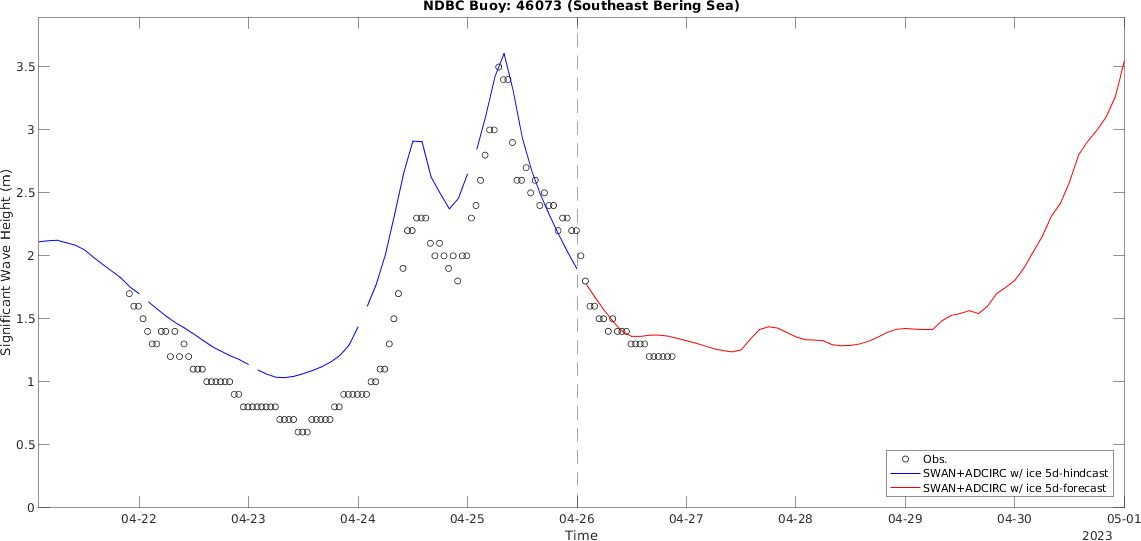 NDBC Buoy: 46073 (Southeast Bering Sea)
Significant Wave Height (m)
3.5
3
2.5
2
1.5
1
0.5
0
04-22 04-23 04-24 04-25 04-26 04-27 04-28 04-29 04-30 05-01
Time
2023
Obs.
SWAN+ADCIRC w/ ice 5d-hindcast
SWAN+ADCIRC w/ ice 5d-forecast